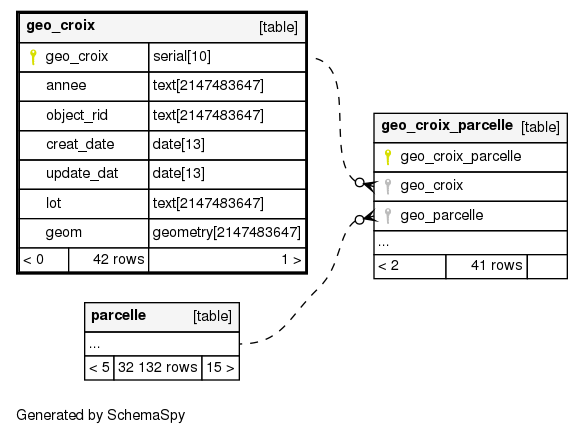 geo_croix [table]
geo_croix serial[10]
annee text[2147483647]
object_rid text[2147483647]
creat_date date[13]
update_dat date[13]
lot text[2147483647]
geom geometry[2147483647]
< 0 42 rows 1 >
geo_croix_parcelle [table]
geo_croix_parcelle
geo_croix
geo_parcelle
...
< 2 41 rows
parcelle [table]
...
< 5 32 132 rows 15 >
Generated by SchemaSpy